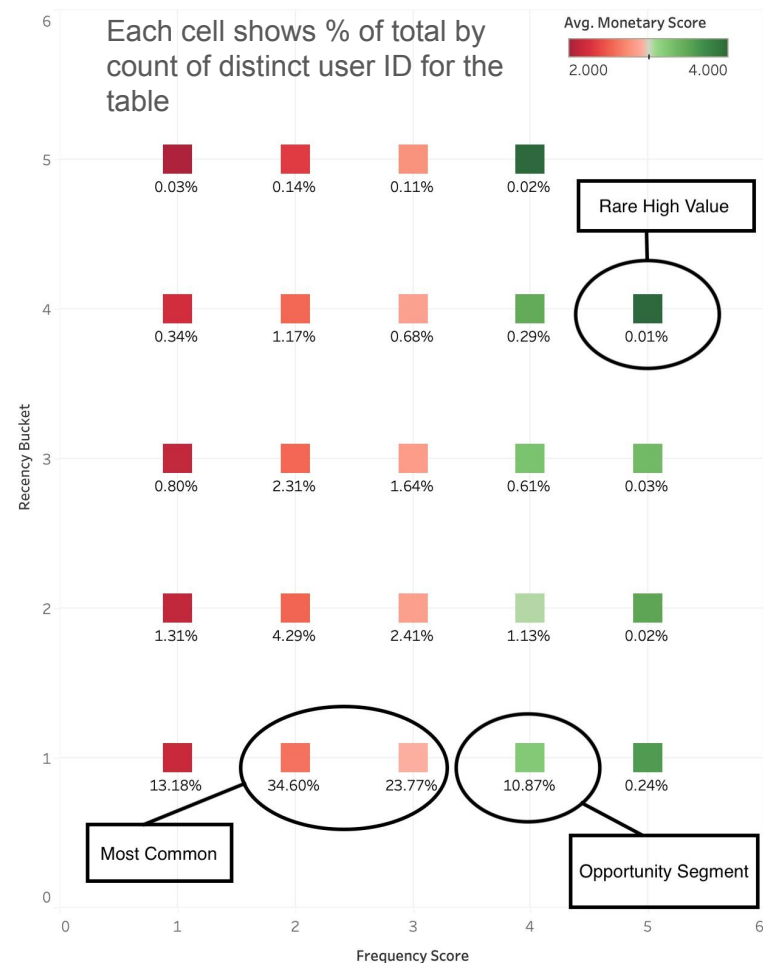 Each cell shows % of total by
count of distinct user ID for the
table
Avg. Monetary Score
2.000 4.000
6
5
0.03% 0.14% 0.11% 0.02%
Rare High Value
4
0.34% 1.17% 0.68% 0.29% 0.01%
Recency Bucket
3
0.80% 2.31% 1.64% 0.61% 0.03%
2
1.31% 4.29% 2.41% 1.13% 0.02%
1
13.18% 34.60% 23.77% 10.87% 0.24%
Most Common
Opportunity Segment
0
0 1 2 3 4 5 6
Frequency Score